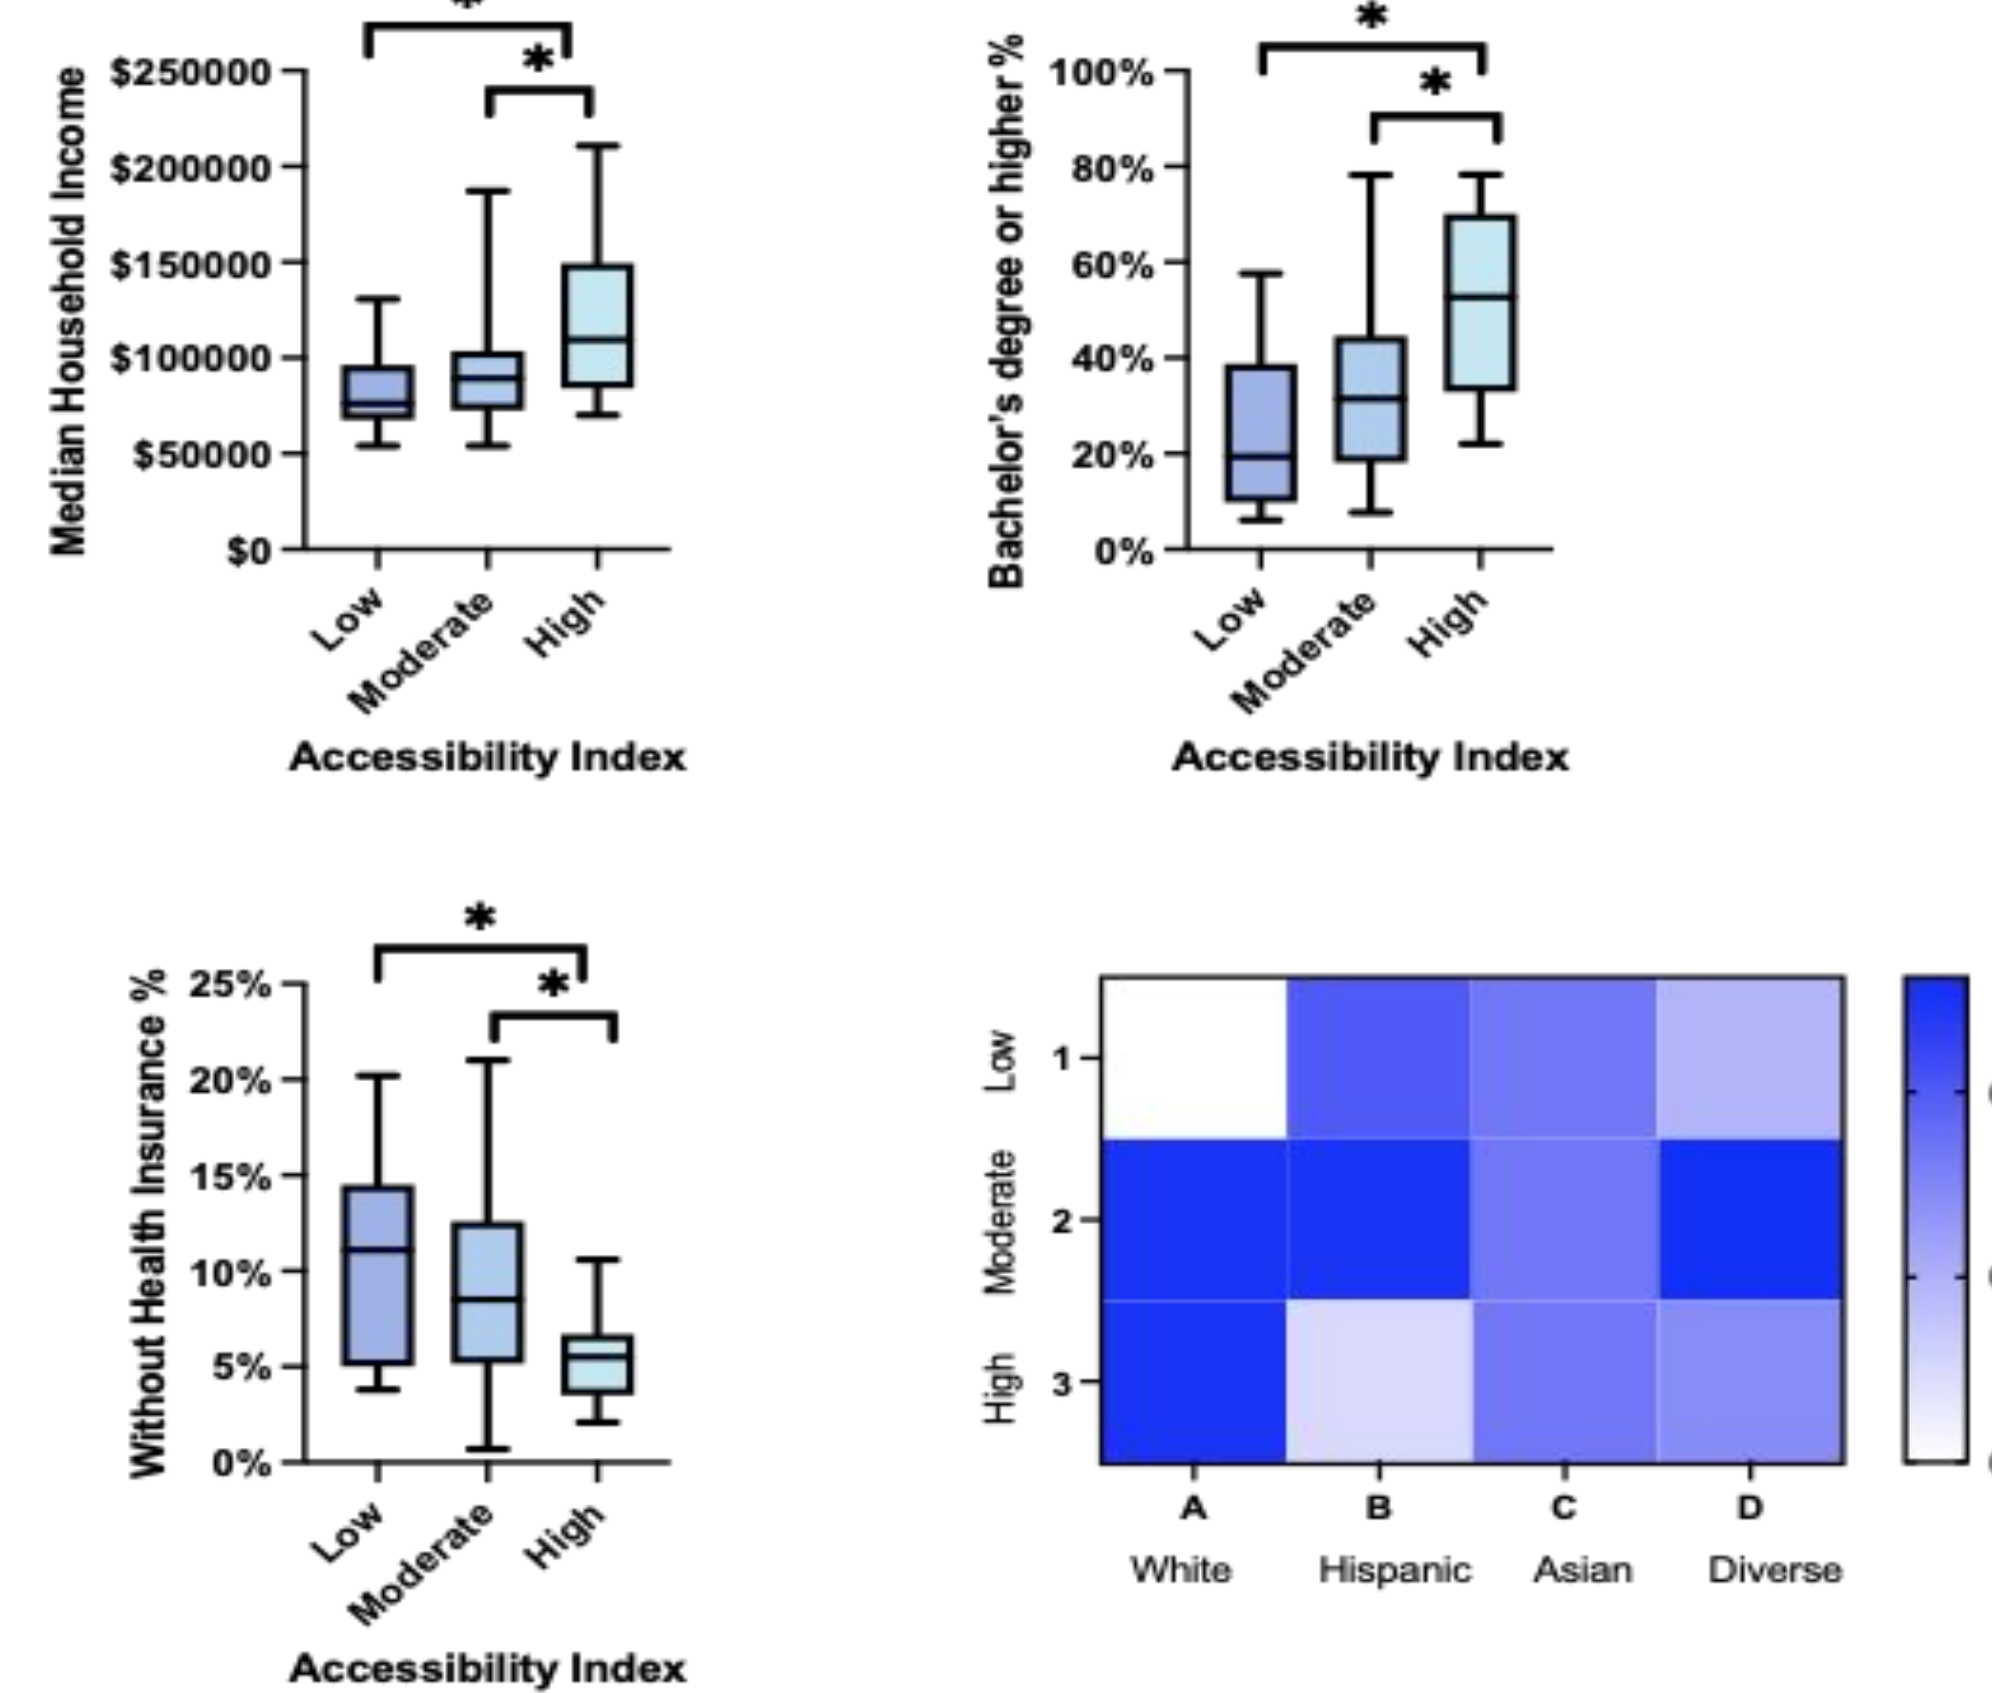 *
*
Median Household Income
$250000
$200000
$150000
$100000
$50000
$0
Low
Moderate
High
Accessibility Index
*
*
Bachelor's degree or higher %
100%
80%
60%
40%
20%
0%
Low
Moderate
High
Accessibility Index
*
*
Without Health Insurance %
25%
20%
15%
10%
5%
0%
Low
Moderate
High
Accessibility Index
Low 1
Moderate 2
High 3
A B C D
White Hispanic Asian Diverse